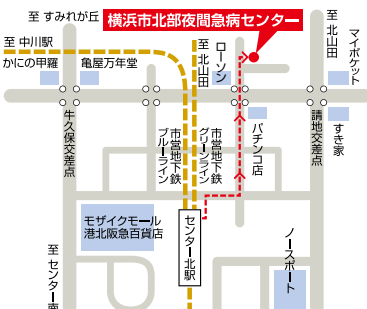 至 すみれが丘
横浜市北部夜間急病センター
至 北山田
至 中川駅
至 北山田
ローソン
マイポケット
かにの甲羅
亀屋万年堂
牛久保交差点
市営地下鉄
ブルーライン
市営地下鉄
グリーンライン
パチンコ店
請地交差点
すき家
モザイクモール
港北阪急百貨店
センター北駅
ノースポート
至 センター南